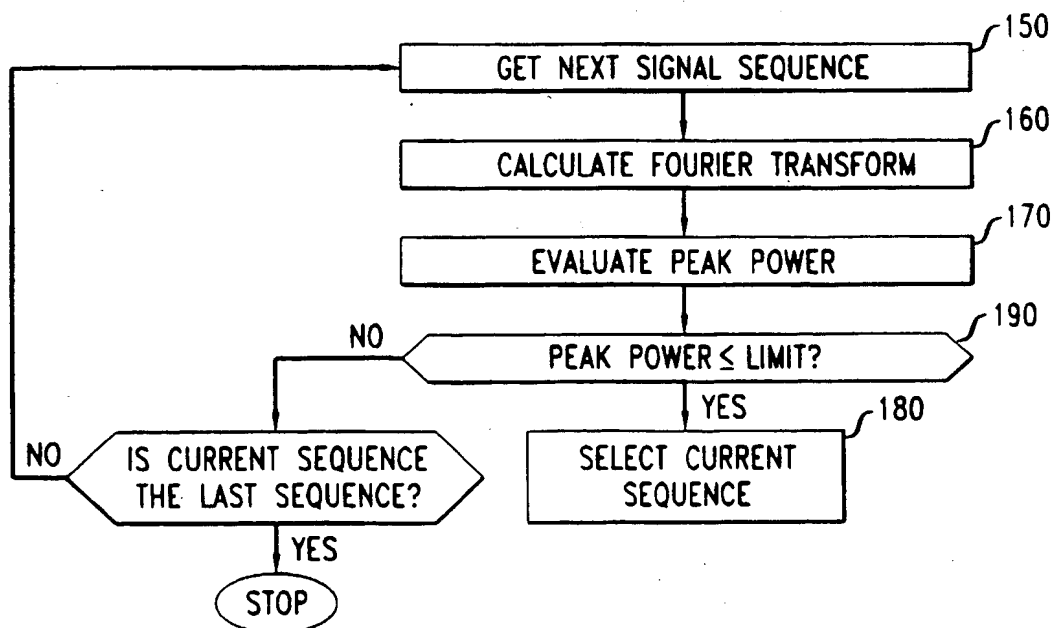 150
GET NEXT SIGNAL SEQUENCE
160
CALCULATE FOURIER TRANSFORM
170
EVALUATE PEAK POWER
190
NO
PEAK POWER ≤ LIMIT?
YES
180
NO
IS CURRENT SEQUENCE
THE LAST SEQUENCE?
SELECT CURRENT
SEQUENCE
YES
STOP